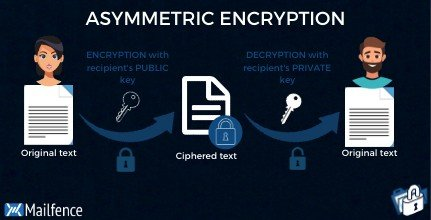 ASYMMETRIC ENCRYPTION
ENCRYPTION with
recipient's PUBLIC
key
DECRYPTION with
recipient's PRIVATE
key
Original text
Ciphered text
Original text
Mailfence